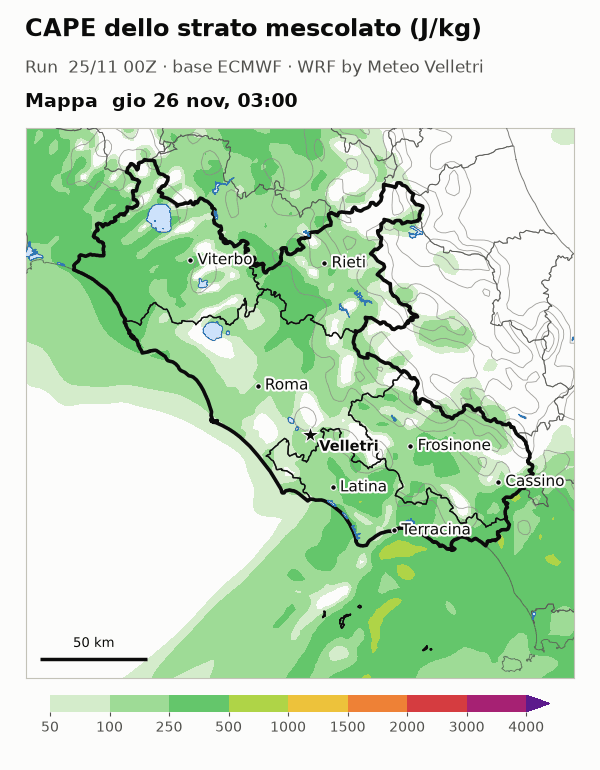 CAPE dello strato mescolato (J/kg)
Run  25/11 00Z · base ECMWF · WRF by Meteo Velletri
Mappa  gio 26 nov, 03:00
Viterbo
Rieti
Roma
Velletri
Frosinone
Cassino
Latina
Terracina
50 km
50 100 250 500 1000 1500 2000 3000 4000